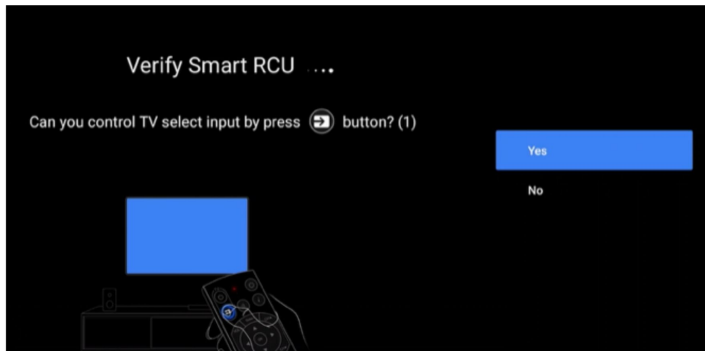 Verify Smart RCU
Can you control TV select input by press button? (1)
Yes
No